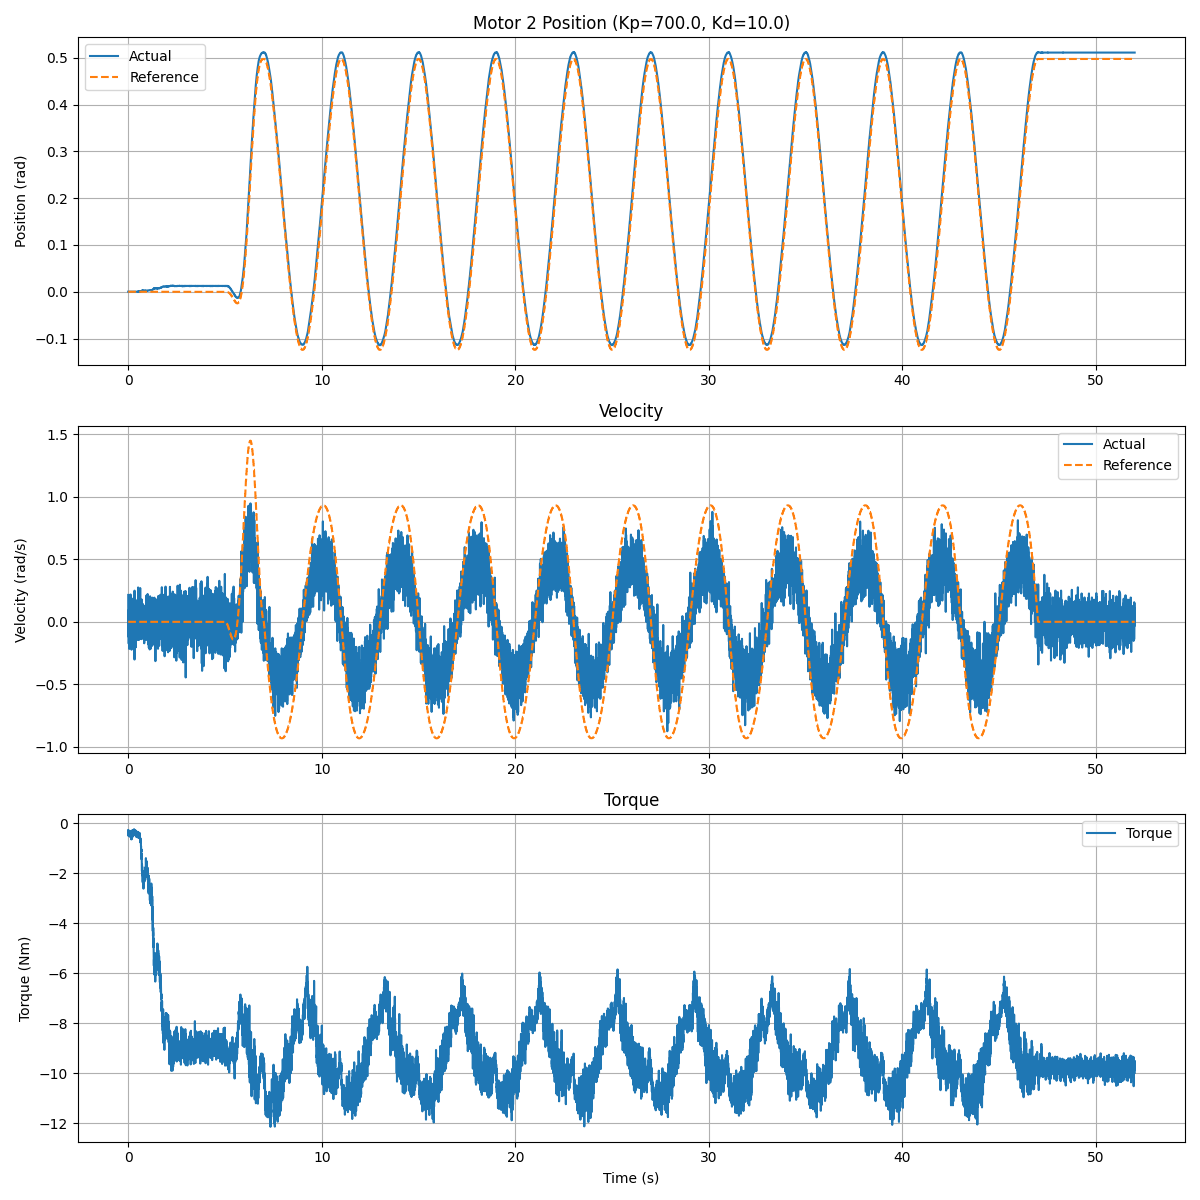 Motor 2 Position (Kp=700.0, Kd=10.0)
Actual
Reference
Position (rad)
0.5
0.4
0.3
0.2
0.1
0.0
−0.1
0 10 20 30 40 50
Velocity
Actual
Reference
Velocity (rad/s)
1.5
1.0
0.5
0.0
−0.5
−1.0
0 10 20 30 40 50
Torque
Torque
Torque (Nm)
0
−2
−4
−6
−8
−10
−12
0 10 20 30 40 50
Time (s)